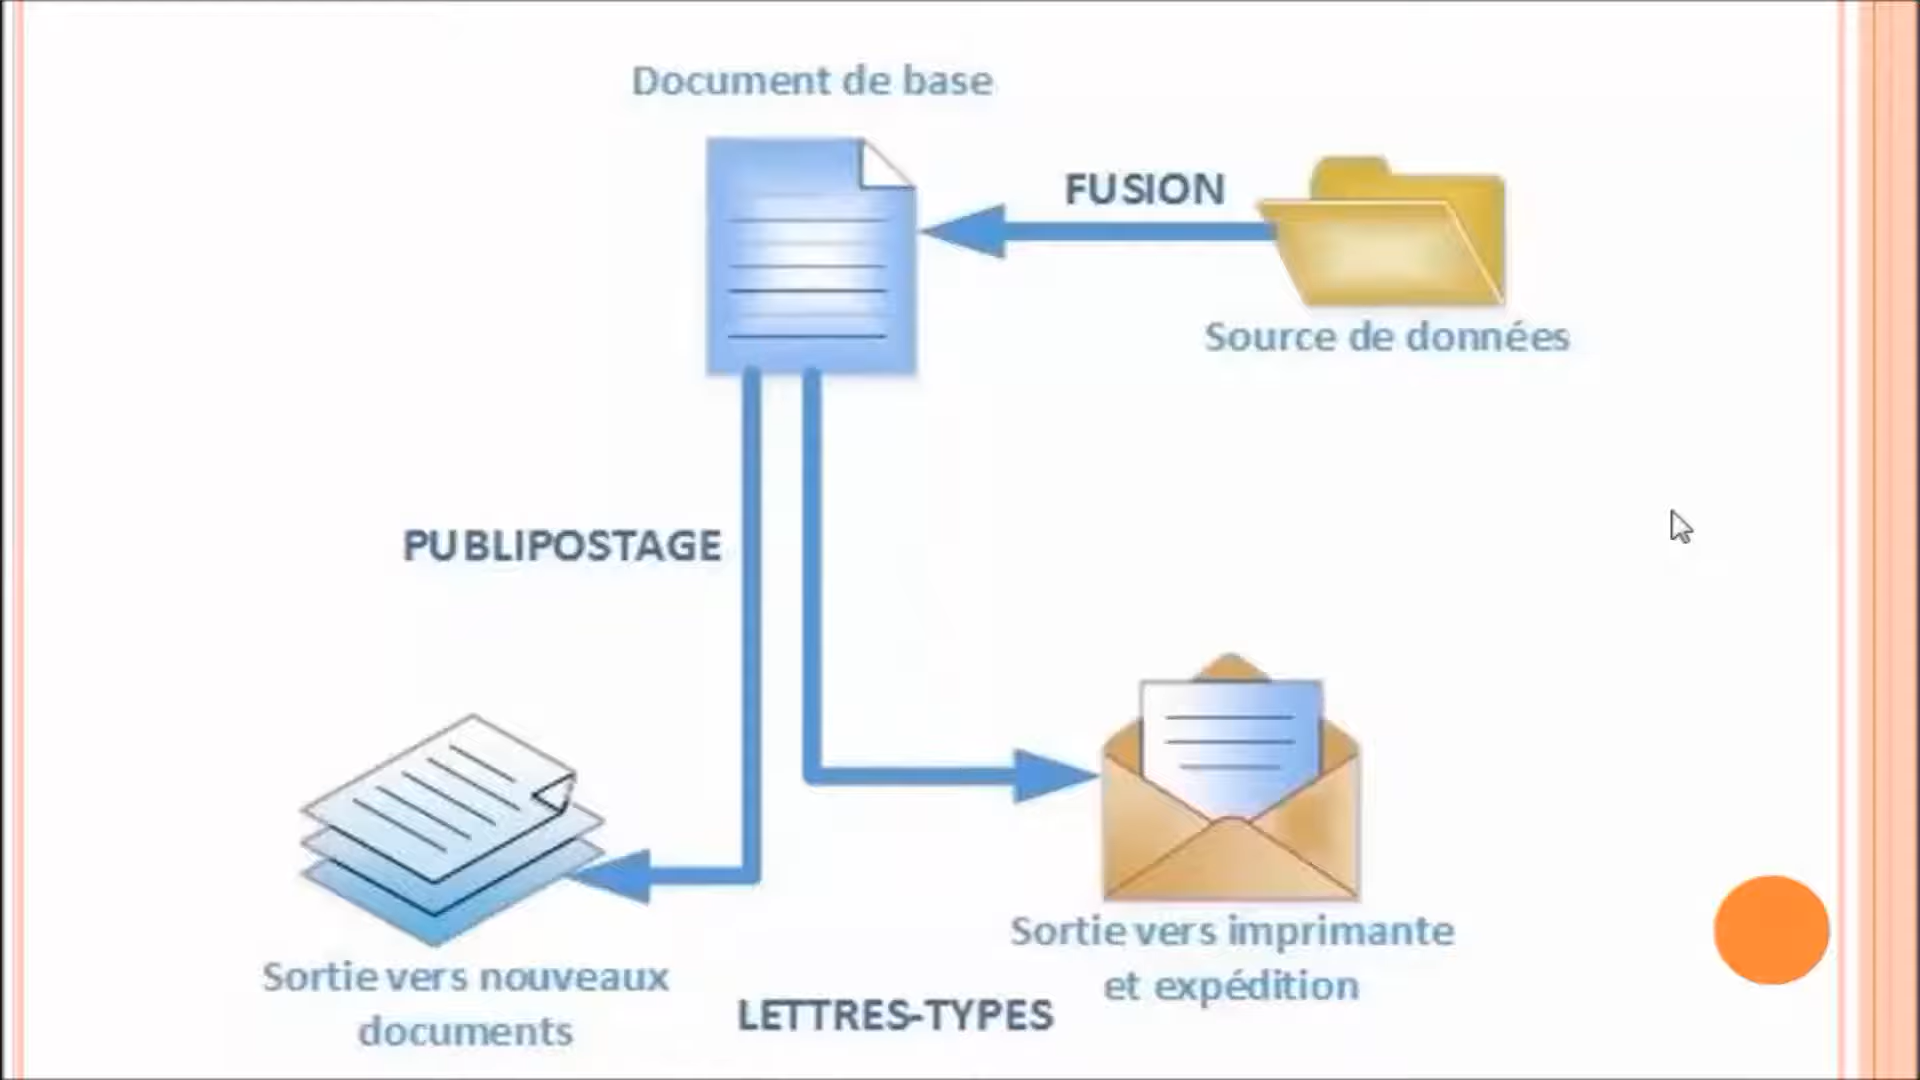 Document de base
FUSION
Source de données
PUBLIPOSTAGE
Sortie vers imprimante
et expédition
Sortie vers nouveaux
documents
LETTRES-TYPES